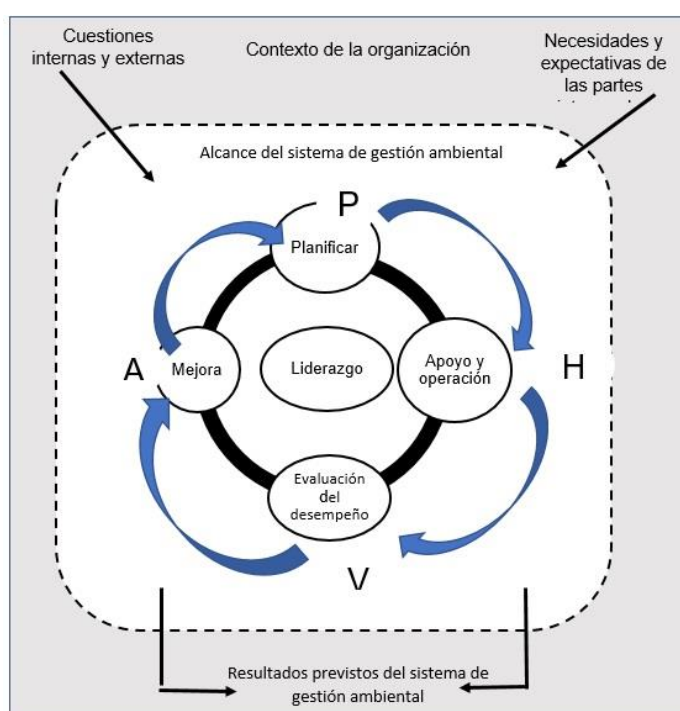 Cuestiones
internas y externas
Contexto de la organización
Necesidades y
expectativas de
las partes
Alcance del sistema de gestión ambiental
P
Planificar
A
Mejora
Liderazgo
Apoyo y
operación
H
Evaluación
del
desempeño
V
Resultados previstos del sistema de
gestión ambiental